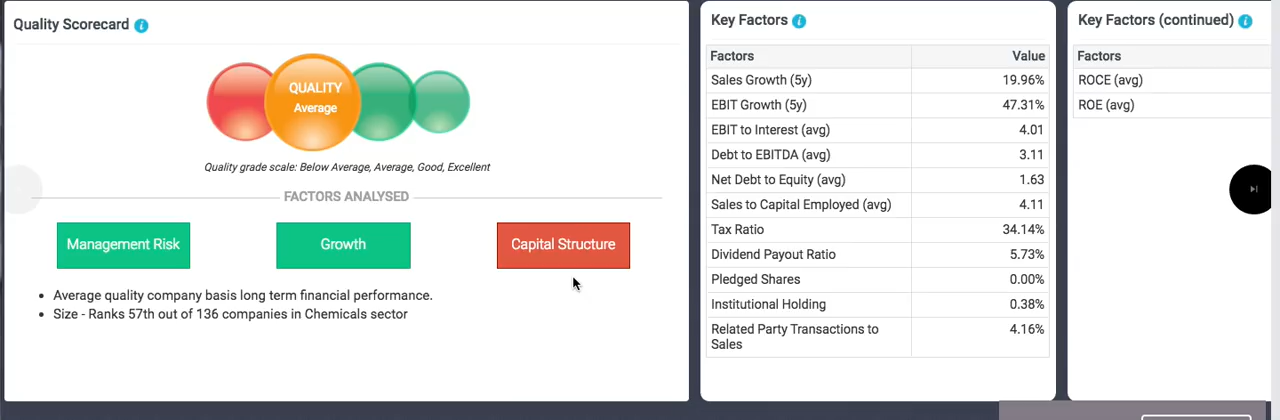 Quality Scorecard
QUALITY
Average
Quality grade scale: Below Average, Average, Good, Excellent
FACTORS ANALYSED
Management Risk
Growth
Capital Structure
• Average quality company basis long term financial performance.
• Size - Ranks 57th out of 136 companies in Chemicals sector
Key Factors
Factors Value
Sales Growth (5y) 19.96%
EBIT Growth (5y) 47.31%
EBIT to Interest (avg) 4.01
Debt to EBITDA (avg) 3.11
Net Debt to Equity (avg) 1.63
Sales to Capital Employed (avg) 4.11
Tax Ratio 34.14%
Dividend Payout Ratio 5.73%
Pledged Shares 0.00%
Institutional Holding 0.38%
Related Party Transactions to 4.16%
Sales
Key Factors (continued)
Factors
ROCE (avg)
ROE (avg)